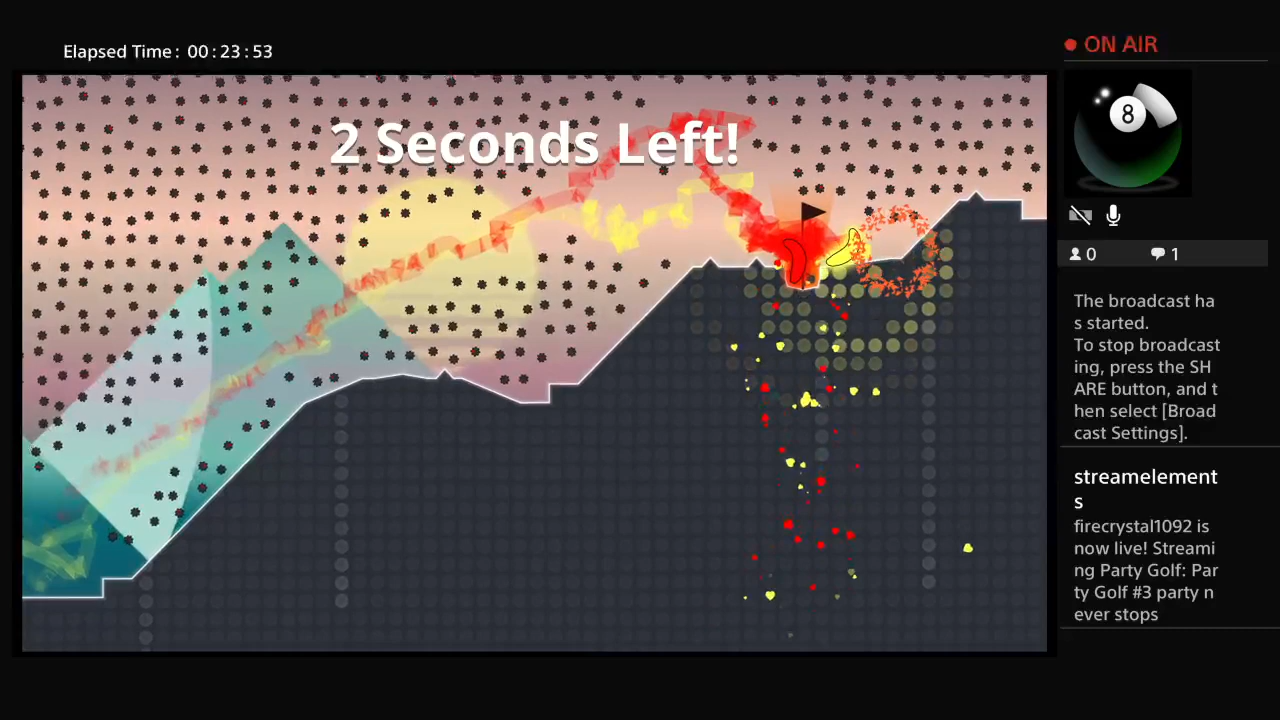 Elapsed Time: 00:23:53
ON AIR
2 Seconds Left!
8
0
1
The broadcast ha
s started.
To stop broadcast
ing, press the SH
ARE button, and t
hen select [Broad
cast Settings].
streamelement
s
firecrystal1092 is
now live! Streami
ng Party Golf: Par
ty Golf #3 party n
ever stops